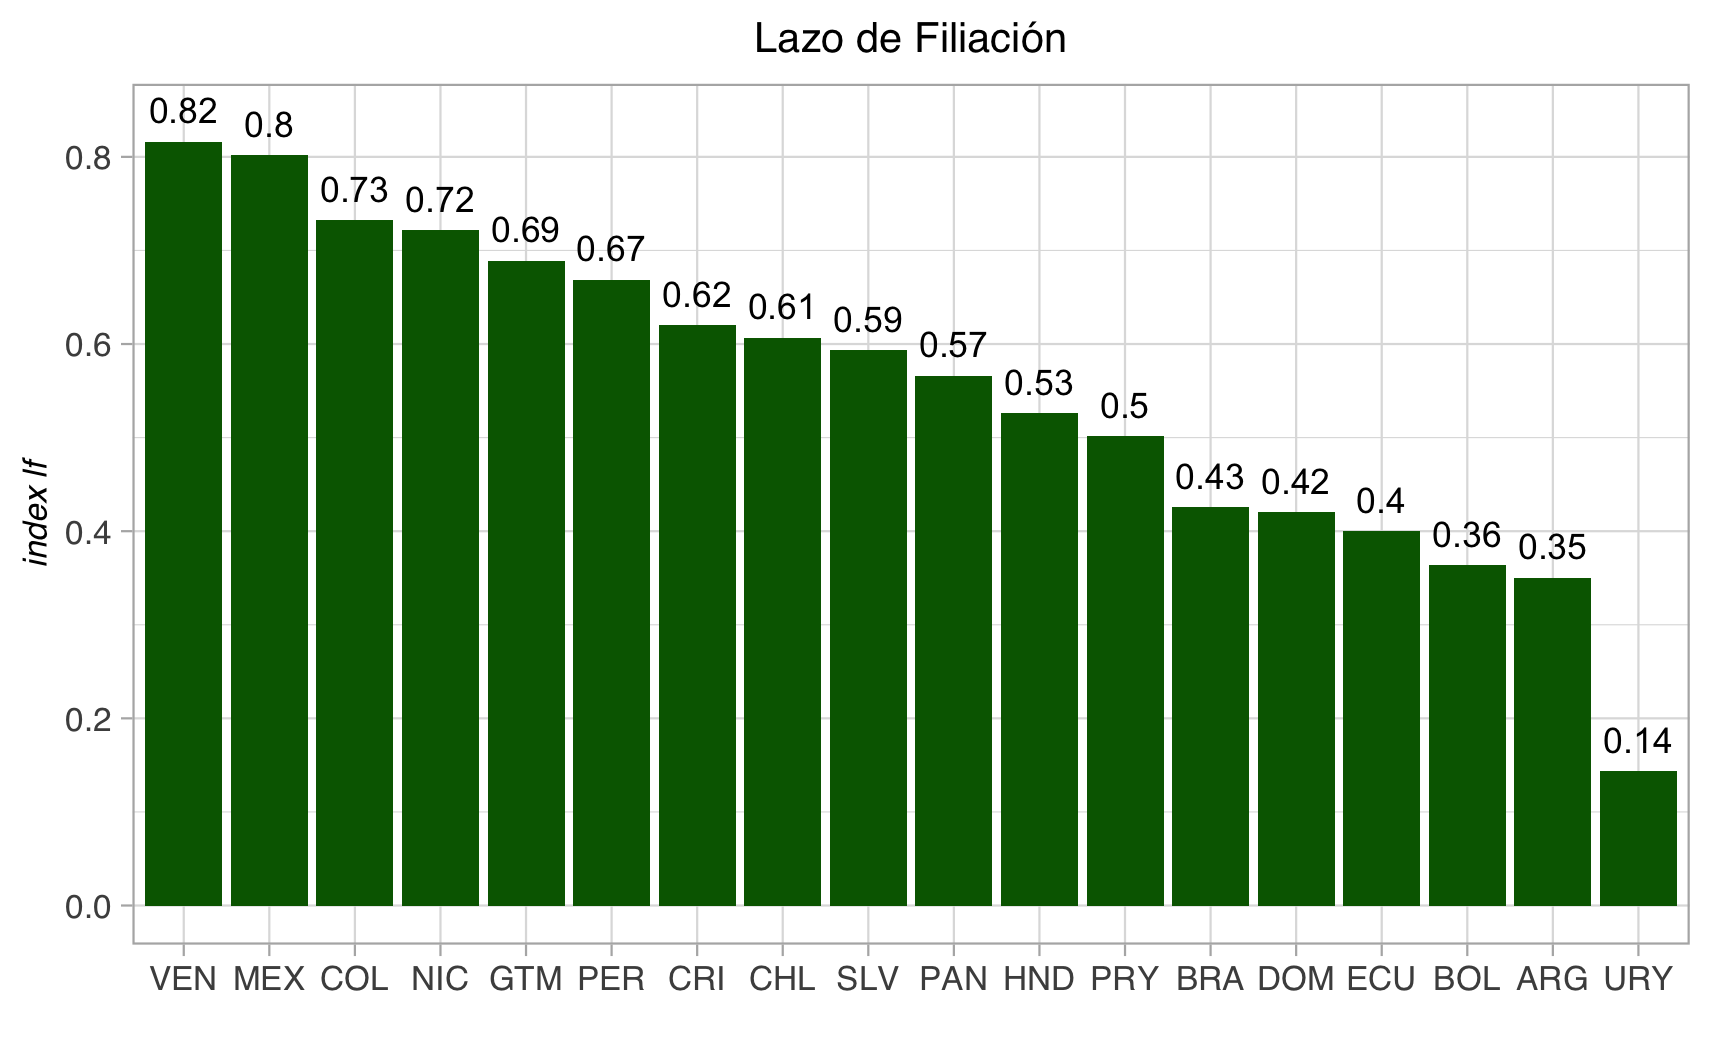 Lazo de Filiación
index lf
0.8
0.6
0.4
0.2
0.0
0.82 0.8 0.73 0.72 0.69 0.67 0.62 0.61 0.59 0.57 0.53 0.5 0.43 0.42 0.4 0.36 0.35 0.14
VEN MEX COL NIC GTM PER CRI CHL SLV PAN HND PRY BRA DOM ECU BOL ARG URY